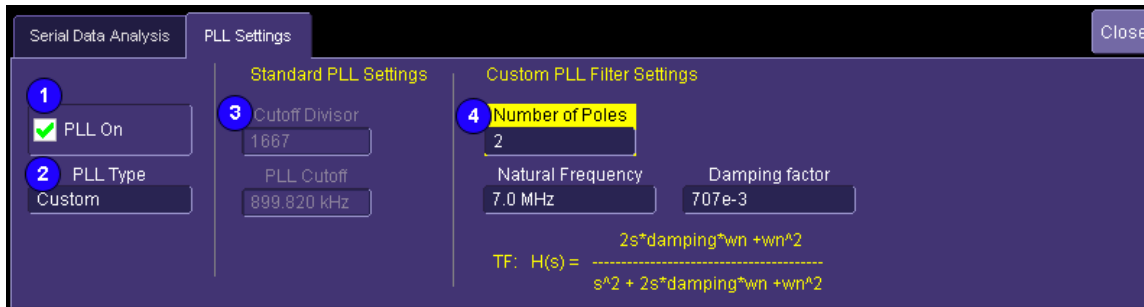 Serial Data Analysis
PLL Settings
Close
1
PLL On
2
PLL Type
Custom
Standard PLL Settings
3
Cutoff Divisor
1667
PLL Cutoff
899.820 kHz
Custom PLL Filter Settings
4
Number of Poles
2
Natural Frequency
7.0 MHz
Damping factor
707e-3
2s*damping*wn +wn^2
TF: H(s) = ----------------------------------------
s^2 + 2s*damping*wn +wn^2